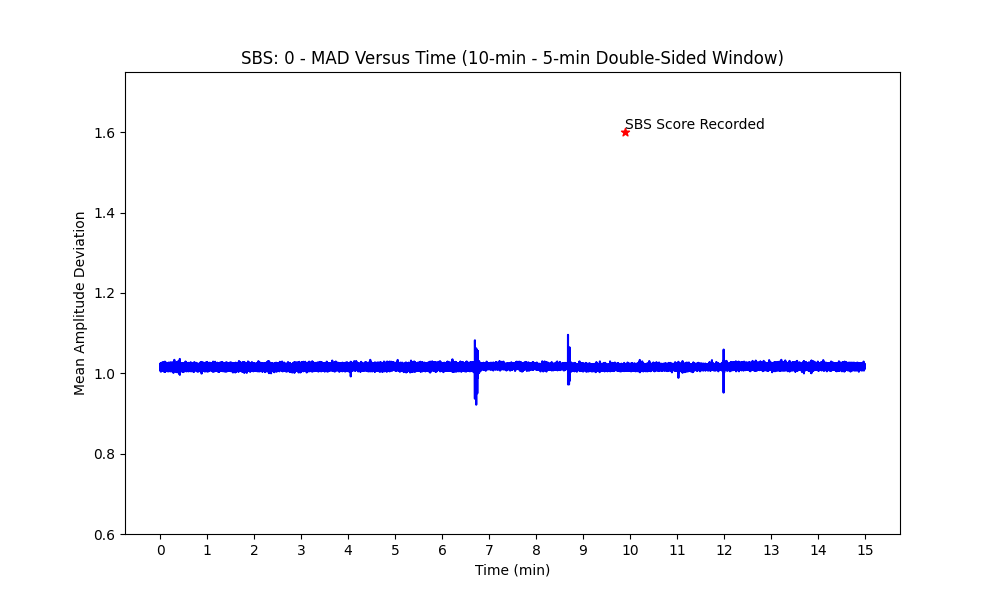 SBS: 0 - MAD Versus Time (10-min - 5-min Double-Sided Window)
SBS Score Recorded
Mean Amplitude Deviation
1.6
1.4
1.2
1.0
0.8
0.6
0 1 2 3 4 5 6 7 8 9 10 11 12 13 14 15
Time (min)